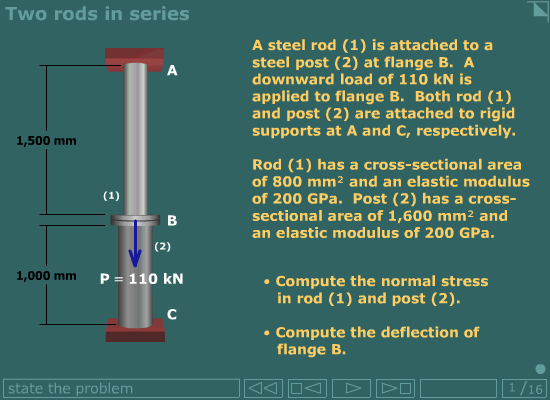 Two rods in series
A steel rod (1) is attached to a
steel post (2) at flange B.  A
downward load of 110 kN is
applied to flange B.  Both rod (1)
and post (2) are attached to rigid
supports at A and C, respectively.
Rod (1) has a cross-sectional area
of 800 mm² and an elastic modulus
of 200 GPa.  Post (2) has a cross-
sectional area of 1,600 mm² and
an elastic modulus of 200 GPa.
• Compute the normal stress
in rod (1) and post (2).
• Compute the deflection of
flange B.
A
1,500 mm
(1)
B
(2)
1,000 mm
P = 110 kN
C
state the problem
1/16